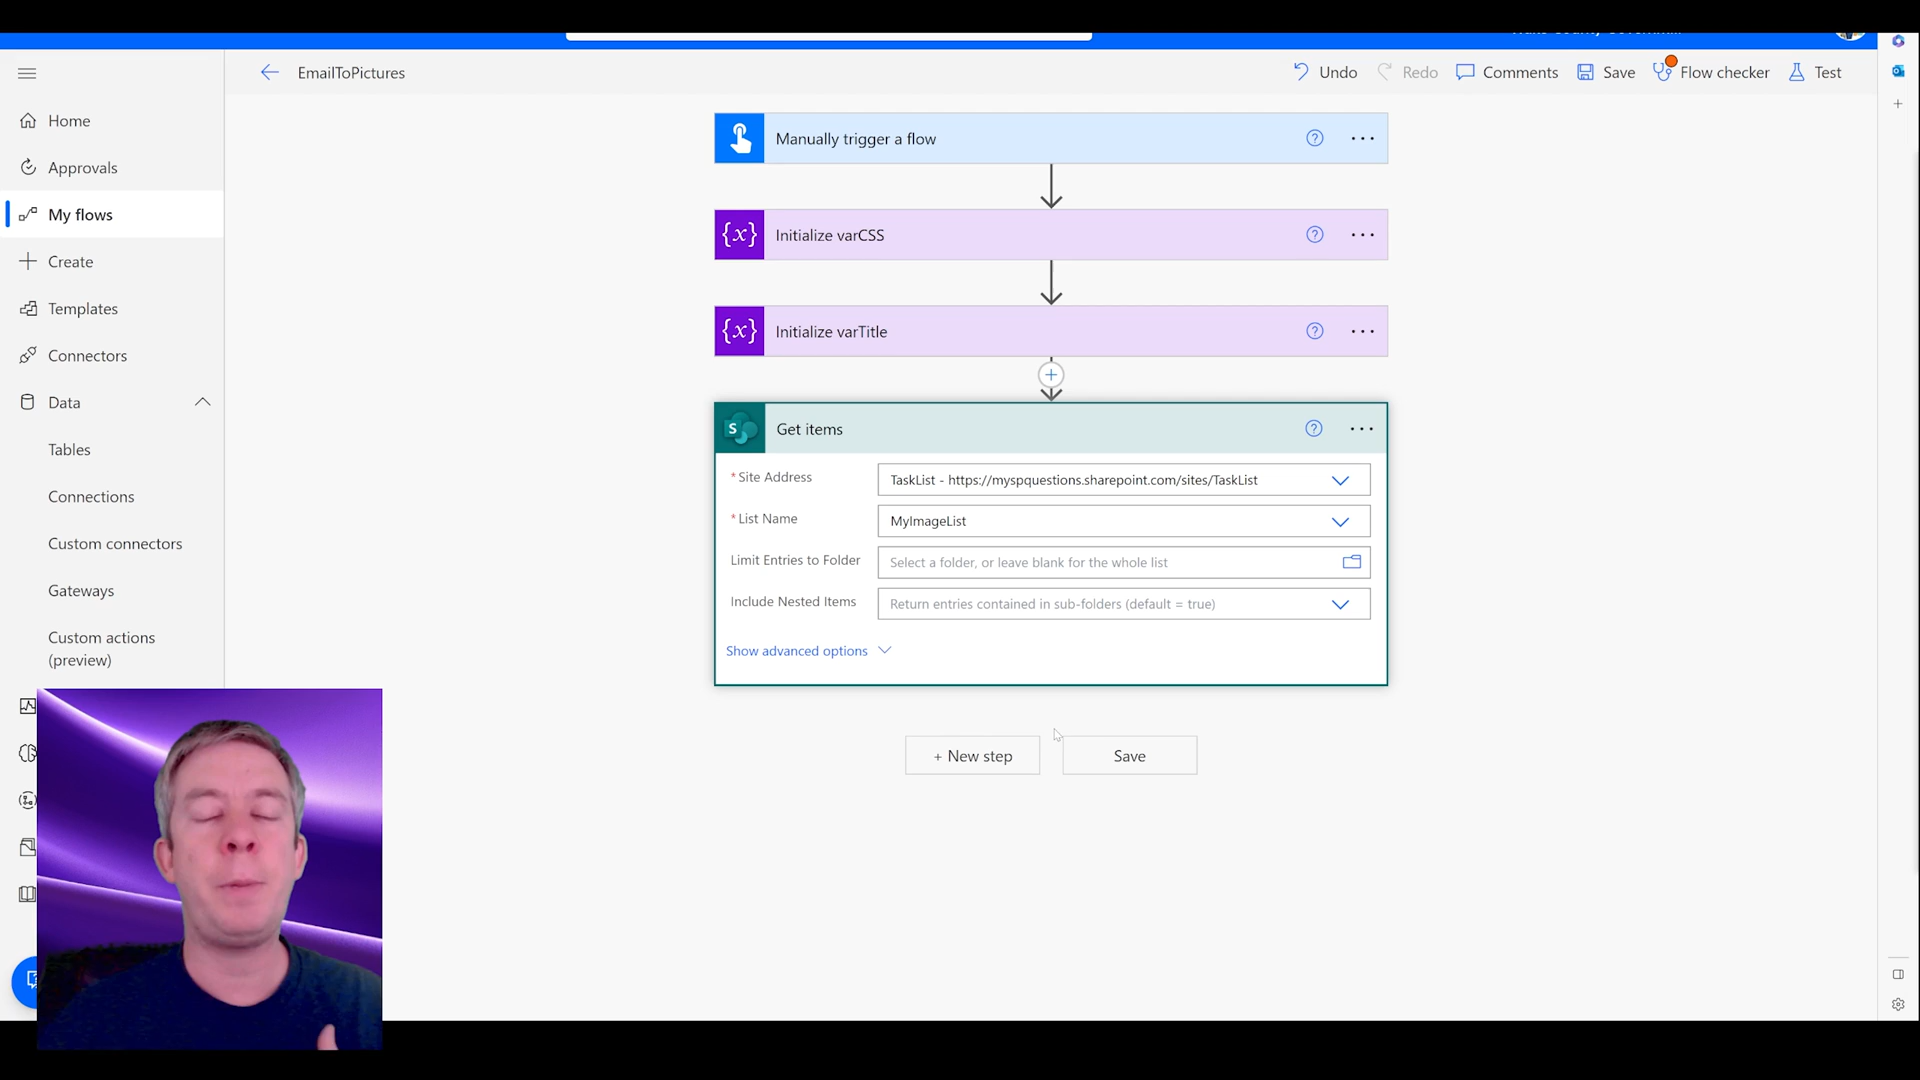 EmailToPictures
Undo
Redo
Comments
Save
Flow checker
Test
Home
Approvals
My flows
Create
Templates
Connectors
Data
Tables
Connections
Custom connectors
Gateways
Custom actions
(preview)
Manually trigger a flow
{x} Initialize varCSS
{x} Initialize varTitle
S Get items
* Site Address
TaskList - https://myspquestions.sharepoint.com/sites/TaskList
* List Name
MyImageList
Limit Entries to Folder
Select a folder, or leave blank for the whole list
Include Nested Items
Return entries contained in sub-folders (default = true)
Show advanced options
+ New step
Save